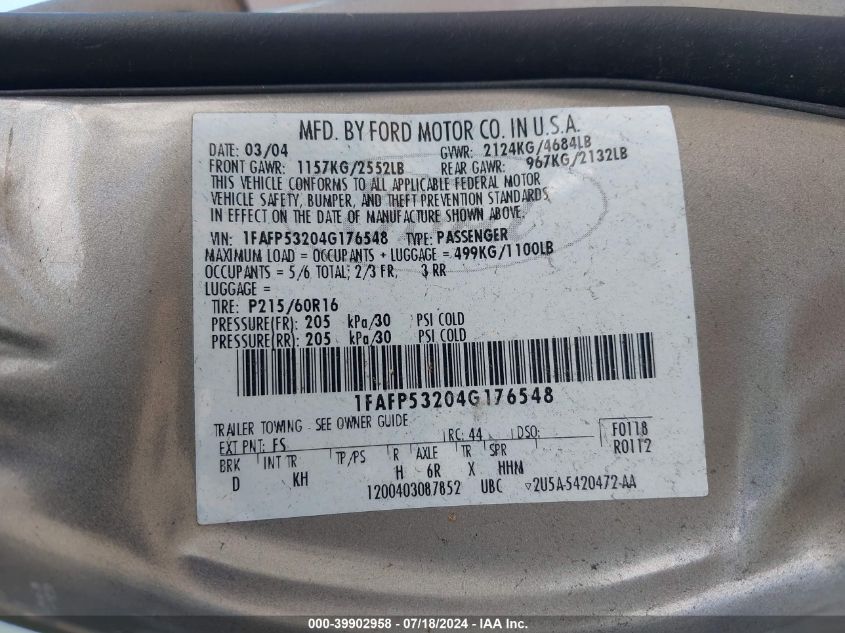 MFD. BY FORD MOTOR CO. IN U.S.A.
DATE: 03/04 GVWR: 2124KG/4684LB
FRONT GAWR: 1157KG/2552LB REAR GAWR: 967KG/2132LB
THIS VEHICLE CONFORMS TO ALL APPLICABLE FEDERAL MOTOR
VEHICLE SAFETY, BUMPER, AND THEFT PREVENTION STANDARDS
IN EFFECT ON THE DATE OF MANUFACTURE SHOWN ABOVE.
VIN: 1FAFP53204G176548 TYPE: PASSENGER
MAXIMUM LOAD = OCCUPANTS + LUGGAGE = 499KG/1100LB
OCCUPANTS = 5/6 TOTAL; 2/3 FR, 3 RR
LUGGAGE =
TIRE: P215/60R16
PRESSURE(FR): 205 kPa/30 PSI COLD
PRESSURE(RR): 205 kPa/30 PSI COLD
1FAFP53204G176548
TRAILER TOWING - SEE OWNER GUIDE
EXT PNT: FS RC: 44 DSO: F0118
R0112
BRK INT TR TP/PS R AXLE TR SPR
D KH H 6R X HHM
1200403087852 UBC ▽2U5A-5420472-AA
000-39902958 - 07/18/2024 - IAA Inc.